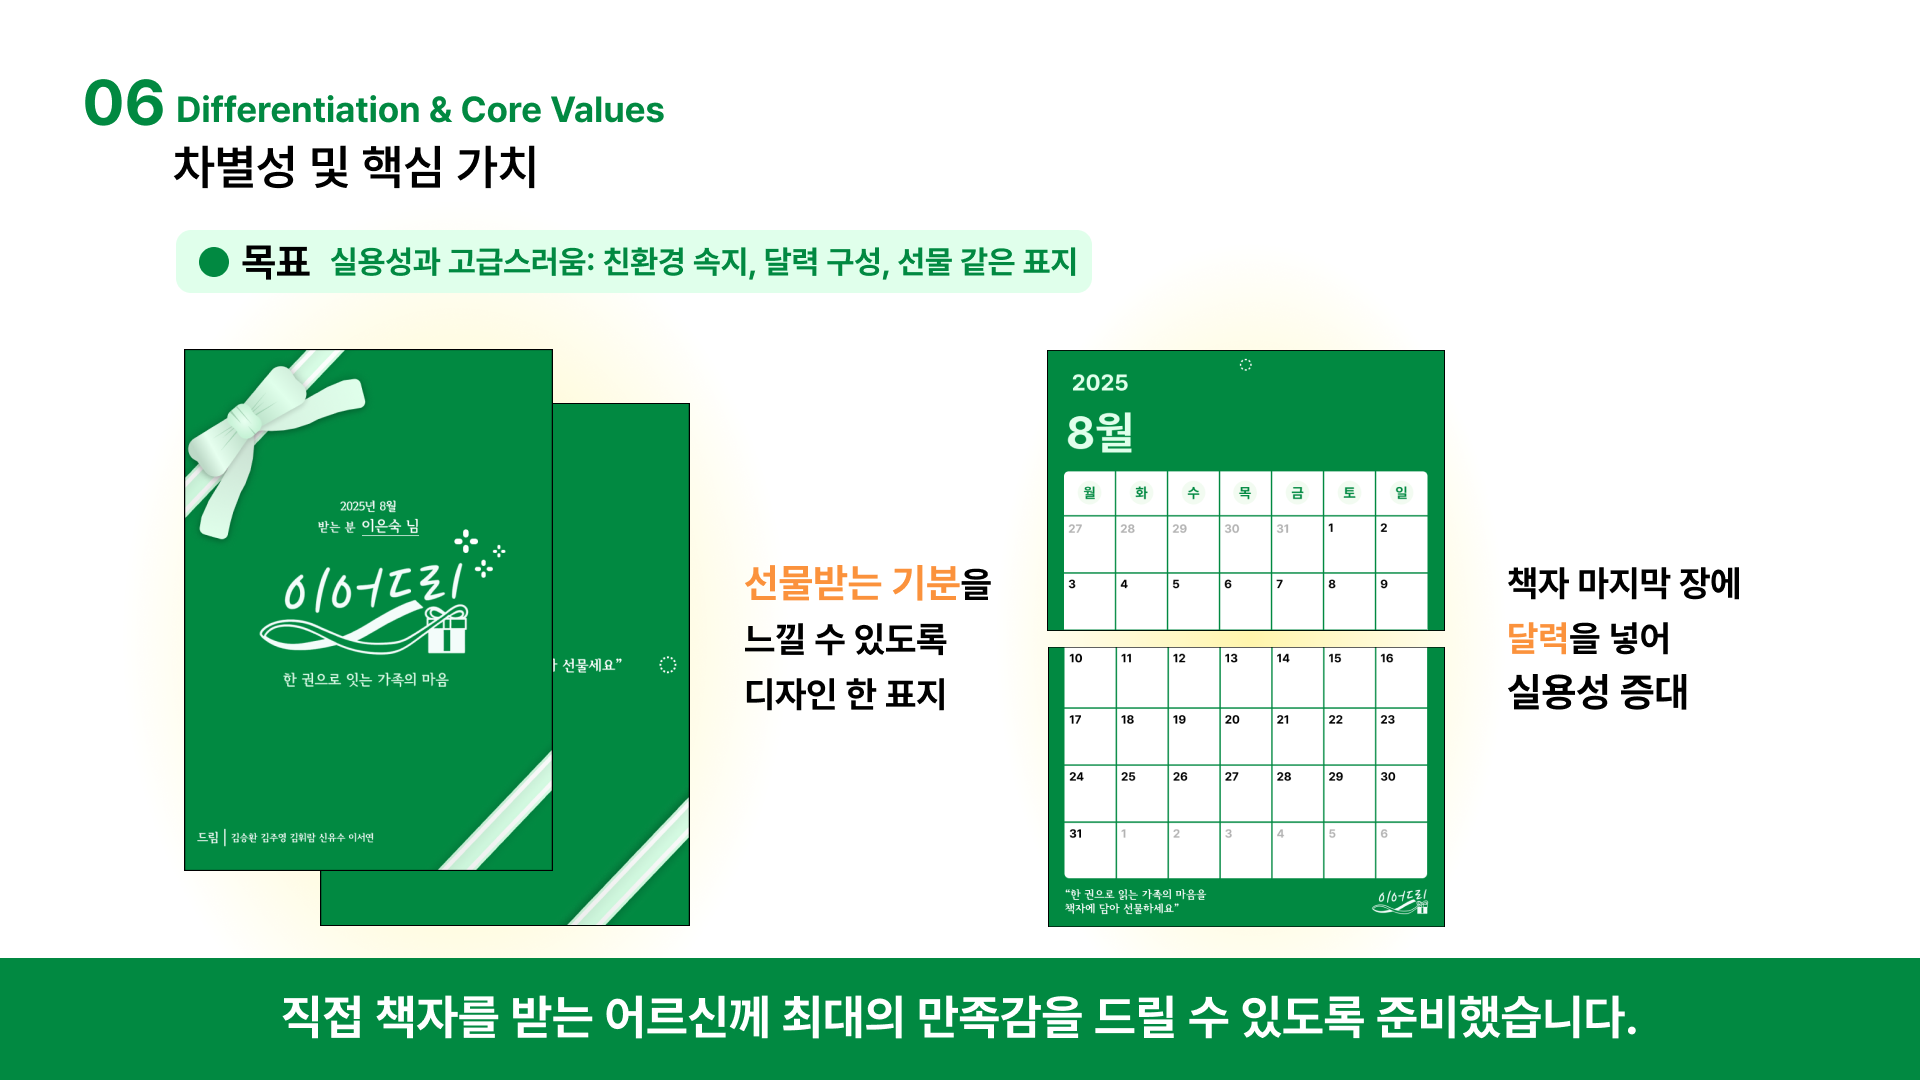 06 Differentiation & Core Values
차별성 및 핵심 가치
목표 실용성과 고급스러움: 친환경 속지, 달력 구성, 선물 같은 표지
2025년 8월
받는 분 이은숙 님
이어드리
한 권으로 잇는 가족의 마음
드림 | 김승환 김주영 김휘람 신유수 이서연
선물세요”
선물받는 기분을
느낄 수 있도록
디자인 한 표지
2025
8월
월 화 수 목 금 토 일
27 28 29 30 31 1 2
3 4 5 6 7 8 9
10 11 12 13 14 15 16
17 18 19 20 21 22 23
24 25 26 27 28 29 30
31 1 2 3 4 5 6
“한 권으로 읽는 가족의 마음을
책자에 담아 선물하세요”
이어드리
책자 마지막 장에
달력을 넣어
실용성 증대
직접 책자를 받는 어르신께 최대의 만족감을 드릴 수 있도록 준비했습니다.